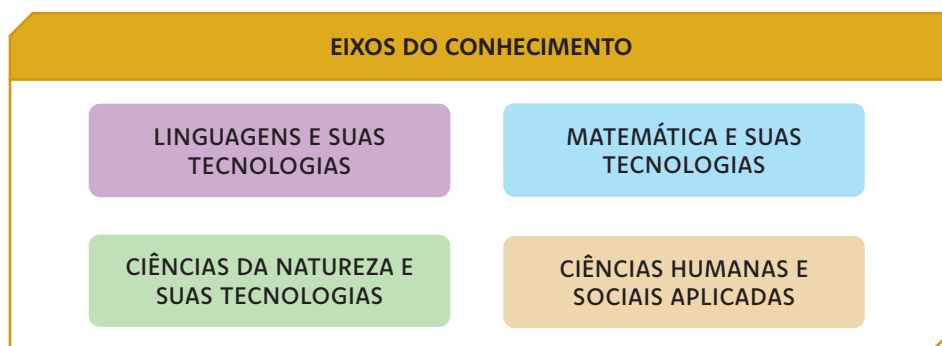 EIXOS DO CONHECIMENTO
LINGUAGENS E SUAS
TECNOLOGIAS
MATEMÁTICA E SUAS
TECNOLOGIAS
CIÊNCIAS DA NATUREZA E
SUAS TECNOLOGIAS
CIÊNCIAS HUMANAS E
SOCIAIS APLICADAS